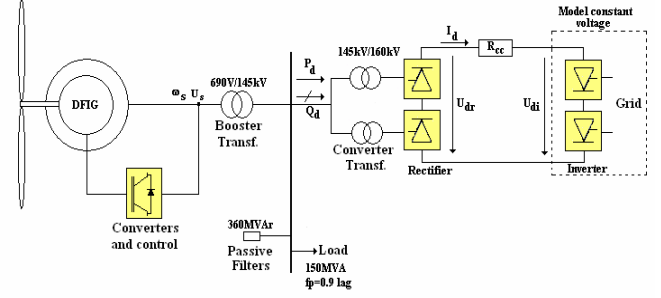 Model constant
voltage
145kV/160kV
I_d
R_cc
690V/145kV
P_d
ω_s U_s
DFIG
Q_d
U_dr
U_di
Grid
Booster
Transf.
Converter
Transf.
Rectifier
Inverter
Converters
and control
360MVAr
Passive
Filters
Load
150MVA
fp=0.9 lag